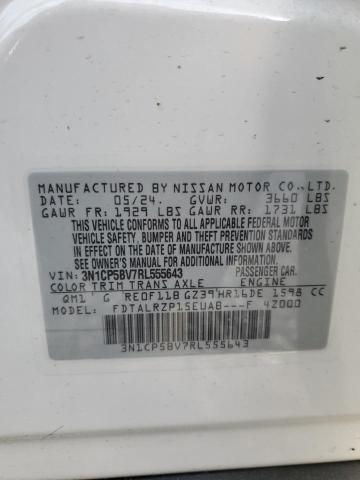 MANUFACTURED BY NISSAN MOTOR CO.,LTD.
DATE: 05/24. GVWR: 3660 LBS
GAWR FR: 1929 LBS GAWR RR: 1731 LBS
THIS VEHICLE CONFORMS TO ALL APPLICABLE FEDERAL MOTOR
VEHICLE SAFETY, BUMPER AND THEFT PREVENTION STANDARDS
IN EFFECT ON THE DATE OF MANUFACTURE SHOWN ABOVE.
See OWNER'S MANUAL FOR ADDITIONAL INFORMATION.
VIN: 3N1CP5BV7RL555643 PASSENGER CAR.
COLOR TRIM TRANS AXLE ENGINE
QM1 G RE0F11B GZ39 HR16DE 1598 CC
MODEL: FDTALRZP15EUAB---F 4Z000
3N1CP5BV7RL555643